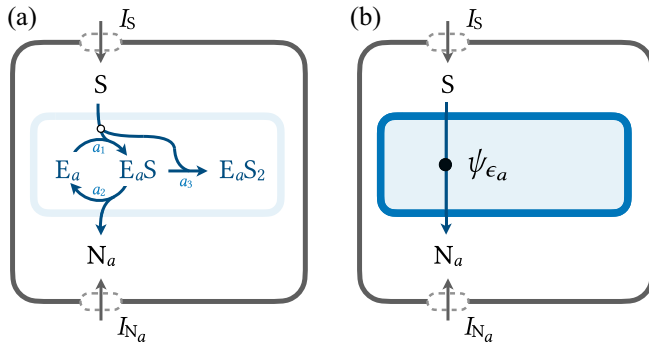 (a) I_S
S
E_a a_1 E_aS a_3 E_aS_2
a_2
N_a
I_{N_a}
(b) I_S
S
ψ_{ϵ_a}
N_a
I_{N_a}